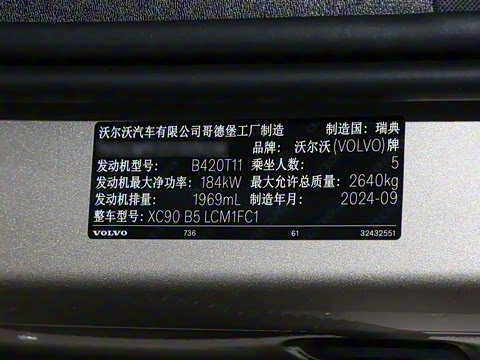 沃尔沃汽车有限公司哥德堡工厂制造 制造国：瑞典
品牌：沃尔沃(VOLVO)牌
发动机型号：B420T11 乘坐人数：5
发动机最大净功率：184kW 最大允许总质量：2640kg
发动机排量：1969mL 制造年月：2024-09
整车型号：XC90 B5 LCM1FC1
VOLVO 736 61 32432551